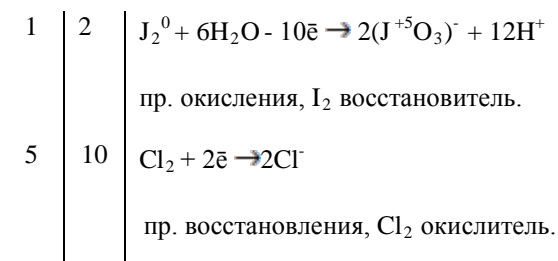 1 2 J₂⁰ + 6H₂O - 10ē → 2(J⁺⁵O₃)⁻ + 12H⁺
пр. окисления, I₂ восстановитель.
5 10 Cl₂ + 2ē → 2Cl⁻
пр. восстановления, Cl₂ окислитель.